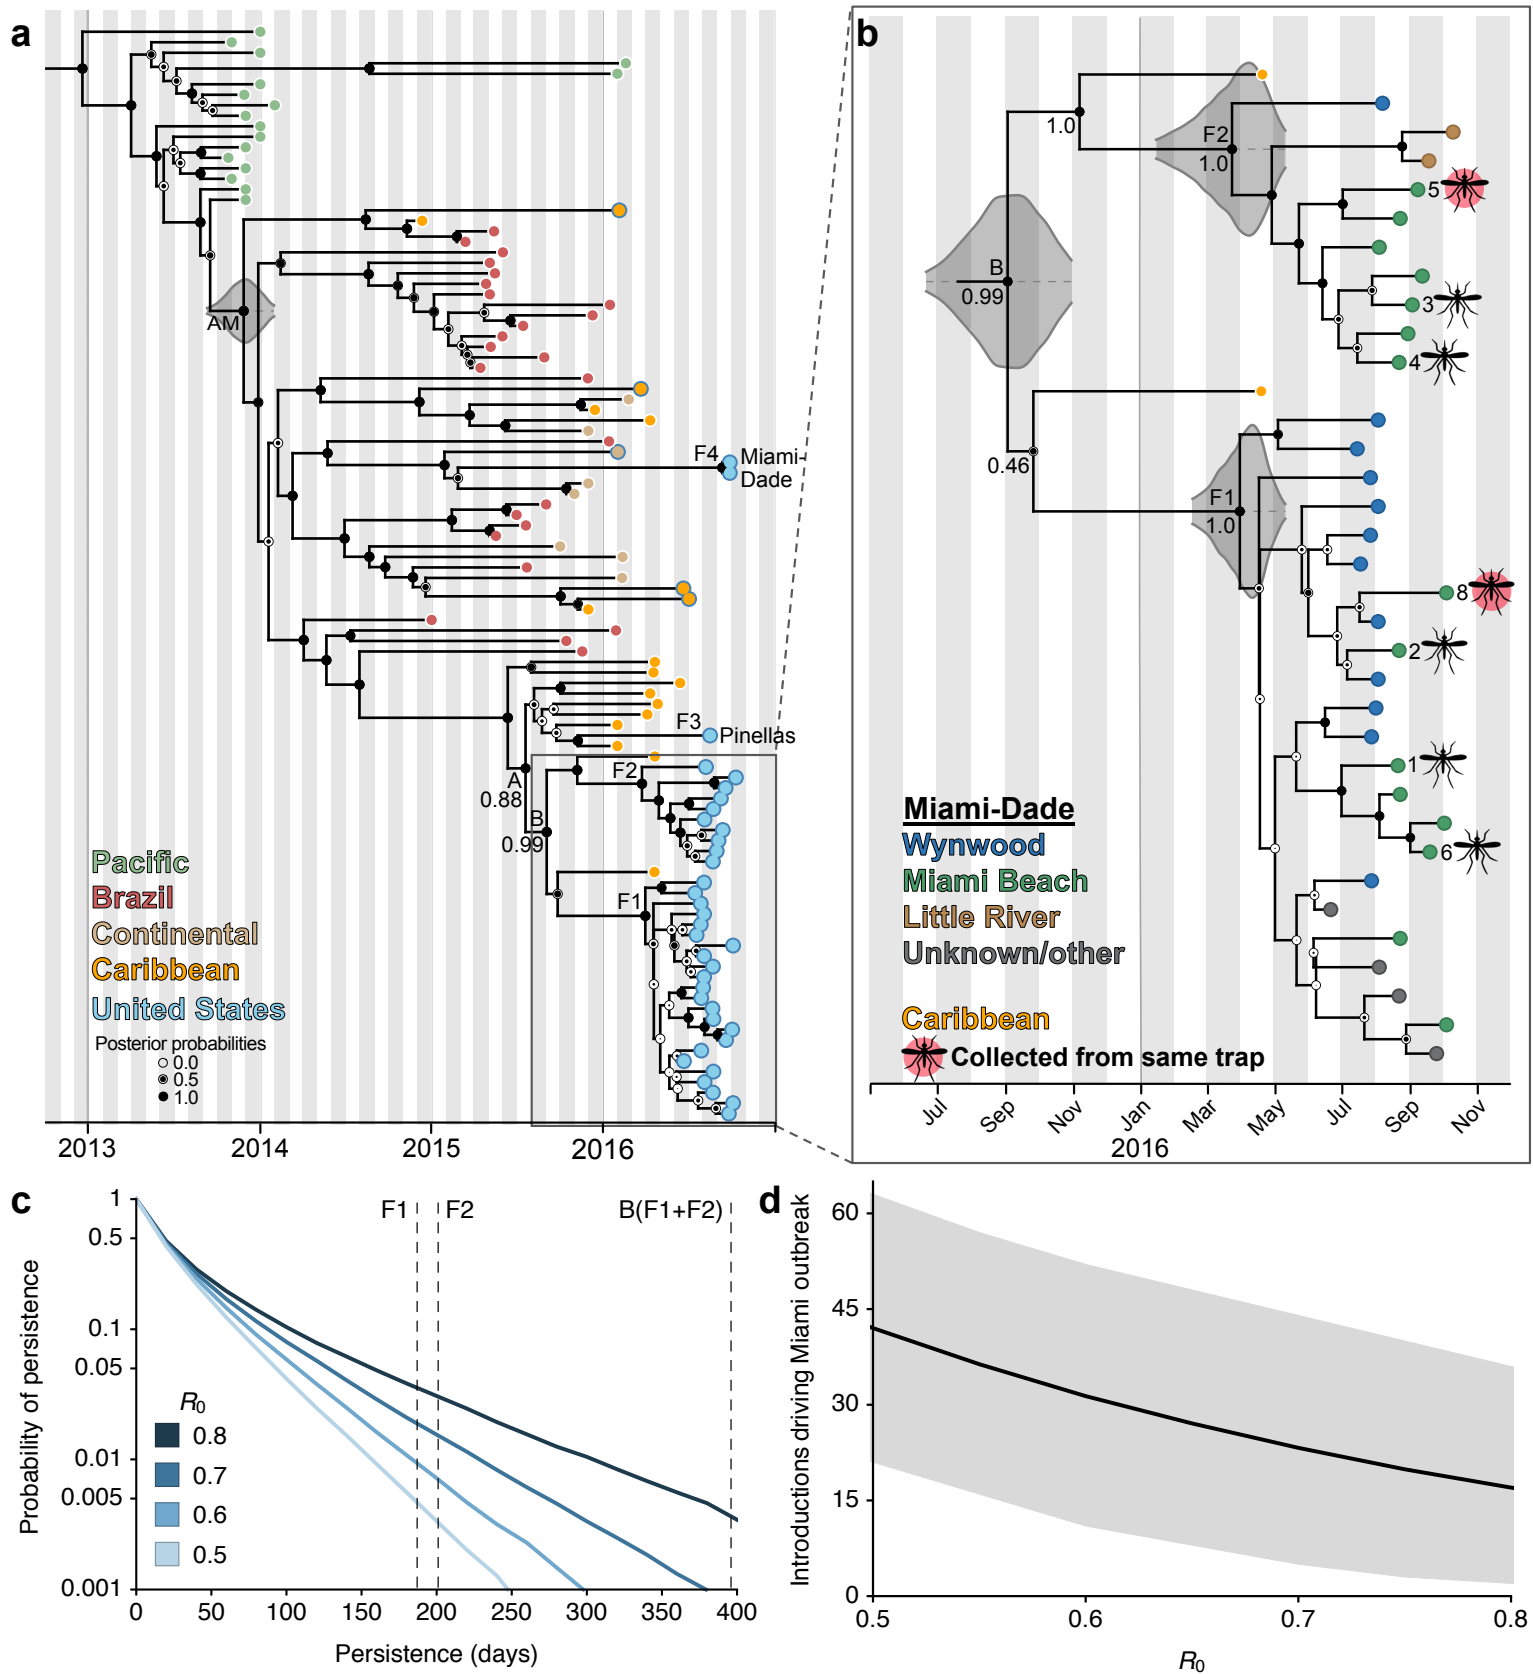 a
AM
F4
Miami-
Dade
F3
Pinellas
A
0.88
F2
B
0.99
F1
Pacific
Brazil
Continental
Caribbean
United States
Posterior probabilities
0.0
0.5
1.0
2013
2014
2015
2016
b
1.0
F2
1.0
5
B
0.99
3
4
0.46
F1
1.0
8
2
1
6
Miami-Dade
Wynwood
Miami Beach
Little River
Unknown/other
Caribbean
Collected from same trap
Jul
Sep
Nov
Jan
Mar
May
Jul
Sep
Nov
2016
c
F1
F2
B(F1+F2)
Probability of persistence
1
0.5
0.1
0.05
0.01
0.005
0.001
R0
0.8
0.7
0.6
0.5
0
50
100
150
200
250
300
350
400
Persistence (days)
d
Introductions driving Miami outbreak
60
45
30
15
0
0.5
0.6
0.7
0.8
R0